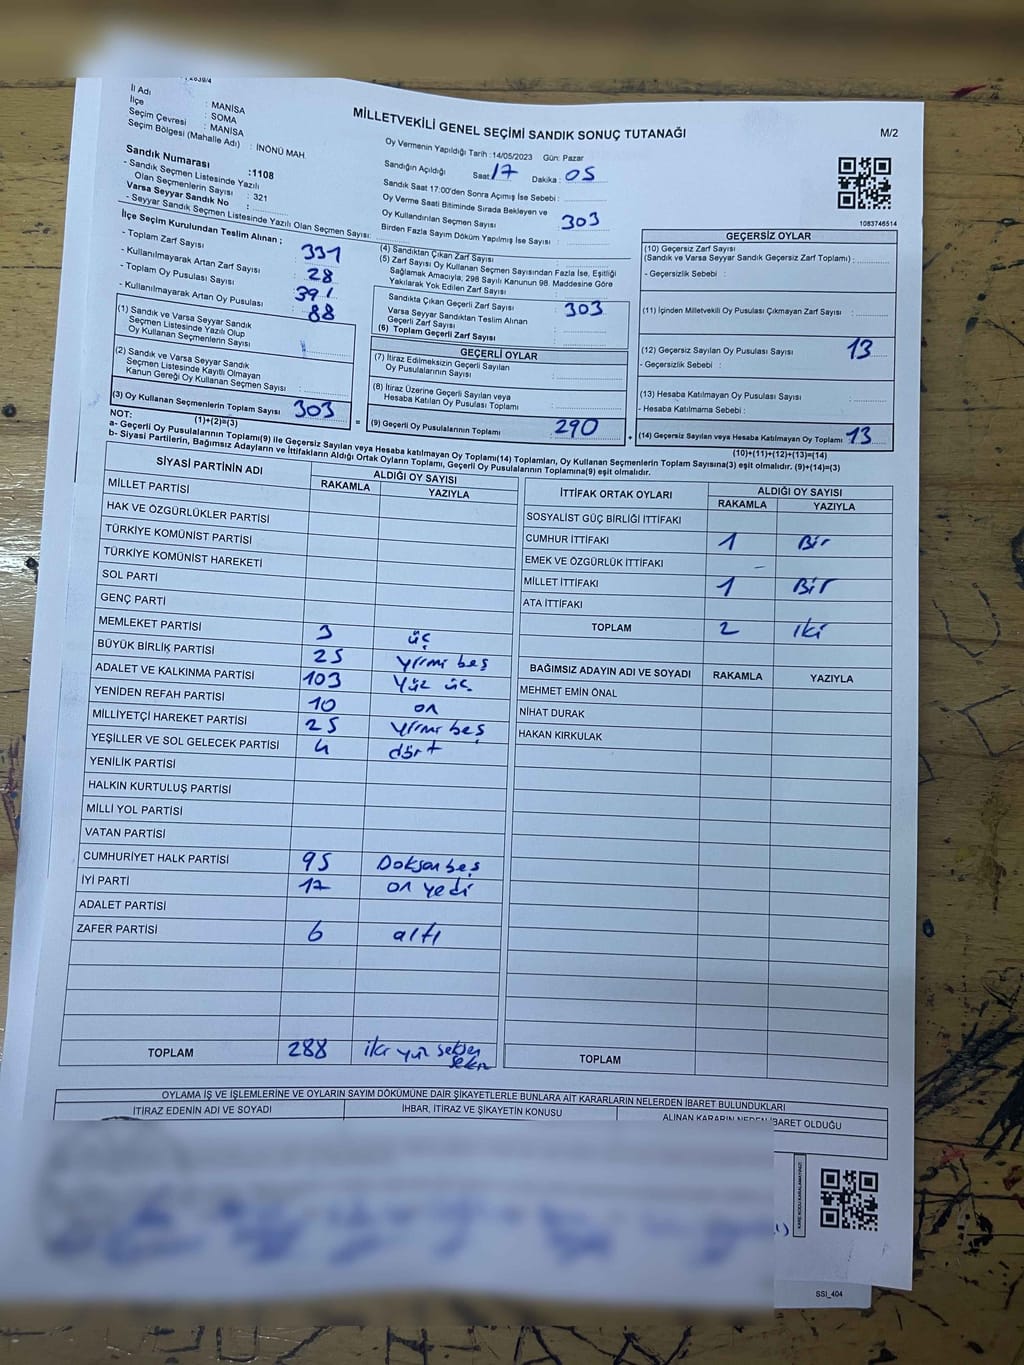 MİLLETVEKİLİ GENEL SEÇİMİ SANDIK SONUÇ TUTANAĞI
M/2
İl Adı : MANİSA
İlçe : SOMA
Seçim Çevresi : MANİSA
Seçim Bölgesi (Mahalle Adı) : İNÖNÜ MAH
Oy Vermenin Yapıldığı Tarih :14/05/2023 Gün: Pazar
Sandığın Açıldığı Saat 17 Dakika : 05
Sandık Saat 17:00'den Sonra Açımış İse Sebebi :
Oy Verme Saati Bitiminde Sırada Bekleyen ve
Oy Kullandırılan Seçmen Sayısı 303
Birden Fazla Sayım Döküm Yapılmış İse Sayısı :
Sandık Numarası :1108
- Sandık Seçmen Listesinde Yazılı
Olan Seçmenlerin Sayısı : 321
Varsa Seyyar Sandık No :
- Seyyar Sandık Seçmen Listesinde Yazılı Olan Seçmen Sayısı:
1083746514
İlçe Seçim Kurulundan Teslim Alınan ;
- Toplam Zarf Sayısı 331
- Kullanılmayarak Artan Zarf Sayısı 28
- Toplam Oy Pusulası Sayısı 391
- Kullanılmayarak Artan Oy Pusulası 88
(1) Sandık ve Varsa Seyyar Sandık
Seçmen Listesinde Yazılı Olup
Oy Kullanan Seçmenlerin Sayısı
(2) Sandık ve Varsa Seyyar Sandık
Seçmen Listesinde Kayıtlı Olmayan
Kanun Gereği Oy Kullanan Seçmen Sayısı :
(3) Oy Kullanan Seçmenlerin Toplam Sayısı 303
(1)+(2)=(3)
(4) Sandıktan Çıkan Zarf Sayısı
(5) Zarf Sayısı Oy Kullanan Seçmen Sayısından Fazla İse, Eşitliği
Sağlamak Amacıyla; 298 Sayılı Kanunun 98. Maddesine Göre
Yakılarak Yok Edilen Zarf Sayısı :
Sandıkta Çıkan Geçerli Zarf Sayısı : 303
Varsa Seyyar Sandıktan Teslim Alınan
Geçerli Zarf Sayısı :
(6) Toplam Geçerli Zarf Sayısı
GEÇERLİ OYLAR
(7) İtiraz Edilmeksizin Geçerli Sayılan
Oy Pusulalarının Sayısı :
(8) İtiraz Üzerine Geçerli Sayılan veya
Hesaba Katılan Oy Pusulası Toplamı :
= (9) Geçerli Oy Pusulalarının Toplamı 290
GEÇERSİZ OYLAR
(10) Geçersiz Zarf Sayısı
(Sandık ve Varsa Seyyar Sandık Geçersiz Zarf Toplamı) :
- Geçersizlik Sebebi :
(11) İçinden Milletvekili Oy Pusulası Çıkmayan Zarf Sayısı :
(12) Geçersiz Sayılan Oy Pusulası Sayısı 13
- Geçersizlik Sebebi :
(13) Hesaba Katılmayan Oy Pusulası Sayısı :
- Hesaba Katılmama Sebebi :
+ (14) Geçersiz Sayılan veya Hesaba Katılmayan Oy Toplamı 13
(10)+(11)+(12)+(13)=(14)
NOT:
a- Geçerli Oy Pusulalarının Toplamı(9) ile Geçersiz Sayılan veya Hesaba katılmayan Oy Toplamı(14) Toplamları, Oy Kullanan Seçmenlerin Toplam Sayısına(3) eşit olmalıdır. (9)+(14)=(3)
b- Siyasi Partilerin, Bağımsız Adayların ve İttifakların Aldığı Ortak Oyların Toplamı, Geçerli Oy Pusulalarının Toplamına(9) eşit olmalıdır.
SİYASİ PARTİNİN ADI ALDIĞI OY SAYISI
RAKAMLA YAZIYLA
MİLLET PARTİSİ
HAK VE ÖZGÜRLÜKLER PARTİSİ
TÜRKİYE KOMÜNİST PARTİSİ
TÜRKİYE KOMÜNİST HAREKETİ
SOL PARTİ
GENÇ PARTİ
MEMLEKET PARTİSİ 3 üç
BÜYÜK BİRLİK PARTİSİ 25 yirmi beş
ADALET VE KALKINMA PARTİSİ 103 yüz üç
YENİDEN REFAH PARTİSİ 10 on
MİLLİYETÇİ HAREKET PARTİSİ 25 yirmi beş
YEŞİLLER VE SOL GELECEK PARTİSİ 4 dört
YENİLİK PARTİSİ
HALKIN KURTULUŞ PARTİSİ
MİLLİ YOL PARTİSİ
VATAN PARTİSİ
CUMHURİYET HALK PARTİSİ 95 Doksan beş
İYİ PARTİ 17 on yedi
ADALET PARTİSİ
ZAFER PARTİSİ 6 altı
TOPLAM 288 iki yüz seksen
sekiz
İTTİFAK ORTAK OYLARI ALDIĞI OY SAYISI
RAKAMLA YAZIYLA
SOSYALİST GÜÇ BİRLİĞİ İTTİFAKI
CUMHUR İTTİFAKI 1 Bir
EMEK VE ÖZGÜRLÜK İTTİFAKI -
MİLLET İTTİFAKI 1 Bir
ATA İTTİFAKI
TOPLAM 2 iki
BAĞIMSIZ ADAYIN ADI VE SOYADI RAKAMLA YAZIYLA
MEHMET EMİN ÖNAL
NİHAT DURAK
HAKAN KIRKULAK
TOPLAM
OYLAMA İŞ VE İŞLEMLERİNE VE OYLARIN SAYIM DÖKÜMÜNE DAİR ŞİKAYETLERLE BUNLARA AİT KARARLARIN NELERDEN İBARET BULUNDUKLARI
İTİRAZ EDENİN ADI VE SOYADI İHBAR, İTİRAZ VE ŞİKAYETİN KONUSU ALINAN KARARIN NEDEN İBARET OLDUĞU
KARE KODU KARALAMAYINIZ!
SSI_404